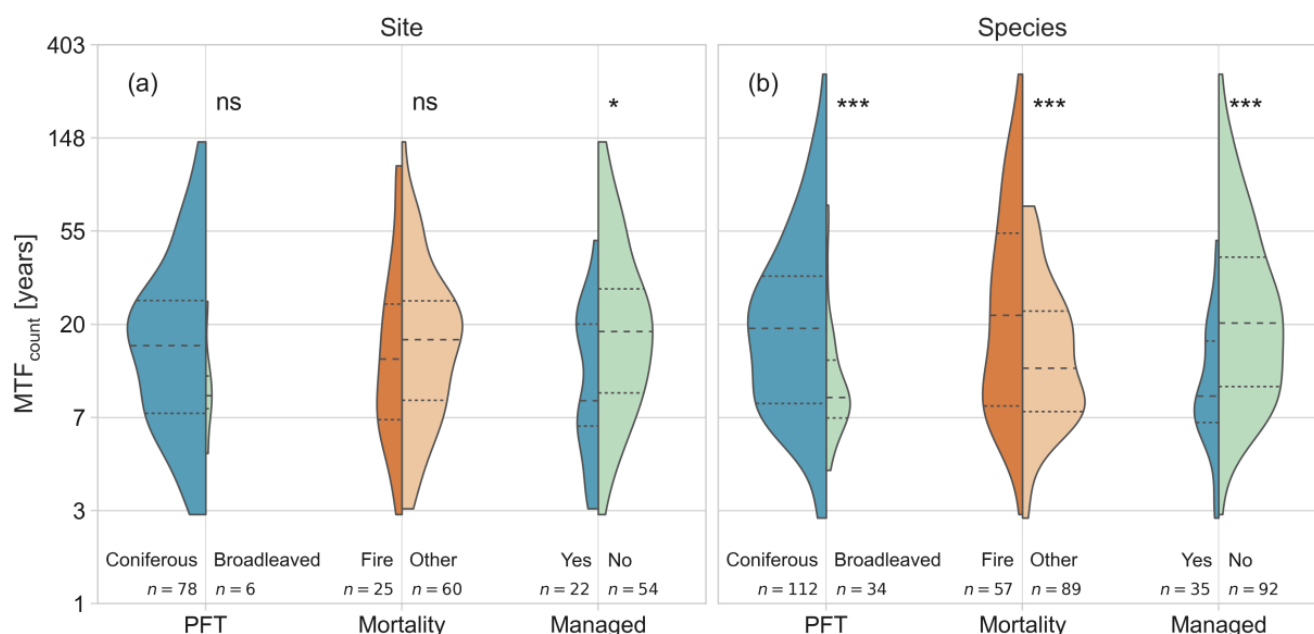 Site
Species
403
148
55
20
7
3
1
MTF_count [years]
(a)
ns
ns
*
(b)
***
***
***
Coniferous Broadleaved
n = 78 n = 6
Fire Other
n = 25 n = 60
Yes No
n = 22 n = 54
Coniferous Broadleaved
n = 112 n = 34
Fire Other
n = 57 n = 89
Yes No
n = 35 n = 92
PFT
Mortality
Managed
PFT
Mortality
Managed